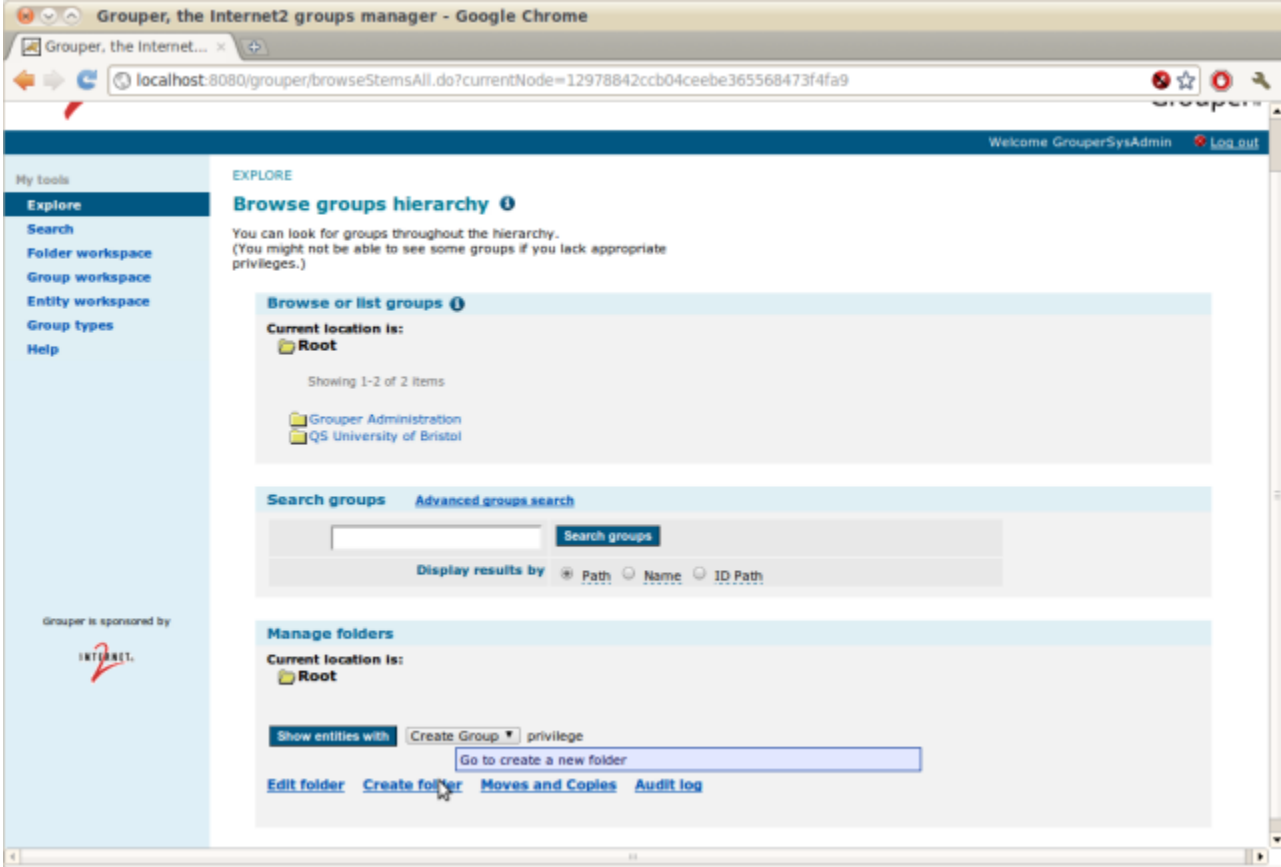 Grouper, the Internet2 groups manager - Google Chrome
Grouper, the Internet...
localhost:8080/grouper/browseStemsAll.do?currentNode=12978842ccb04ceebe365568473f4fa9
Grouper
Welcome GrouperSysAdmin Log out
My tools
Explore
Search
Folder workspace
Group workspace
Entity workspace
Group types
Help
Grouper is sponsored by
INTERNET 2
EXPLORE
Browse groups hierarchy
You can look for groups throughout the hierarchy.
(You might not be able to see some groups if you lack appropriate
privileges.)
Browse or list groups
Current location is:
Root
Showing 1-2 of 2 items
Grouper Administration
QS University of Bristol
Search groups Advanced groups search
Search groups
Display results by Path Name ID Path
Manage folders
Current location is:
Root
Show entities with Create Group privilege
Go to create a new folder
Edit folder Create folder Moves and Copies Audit log